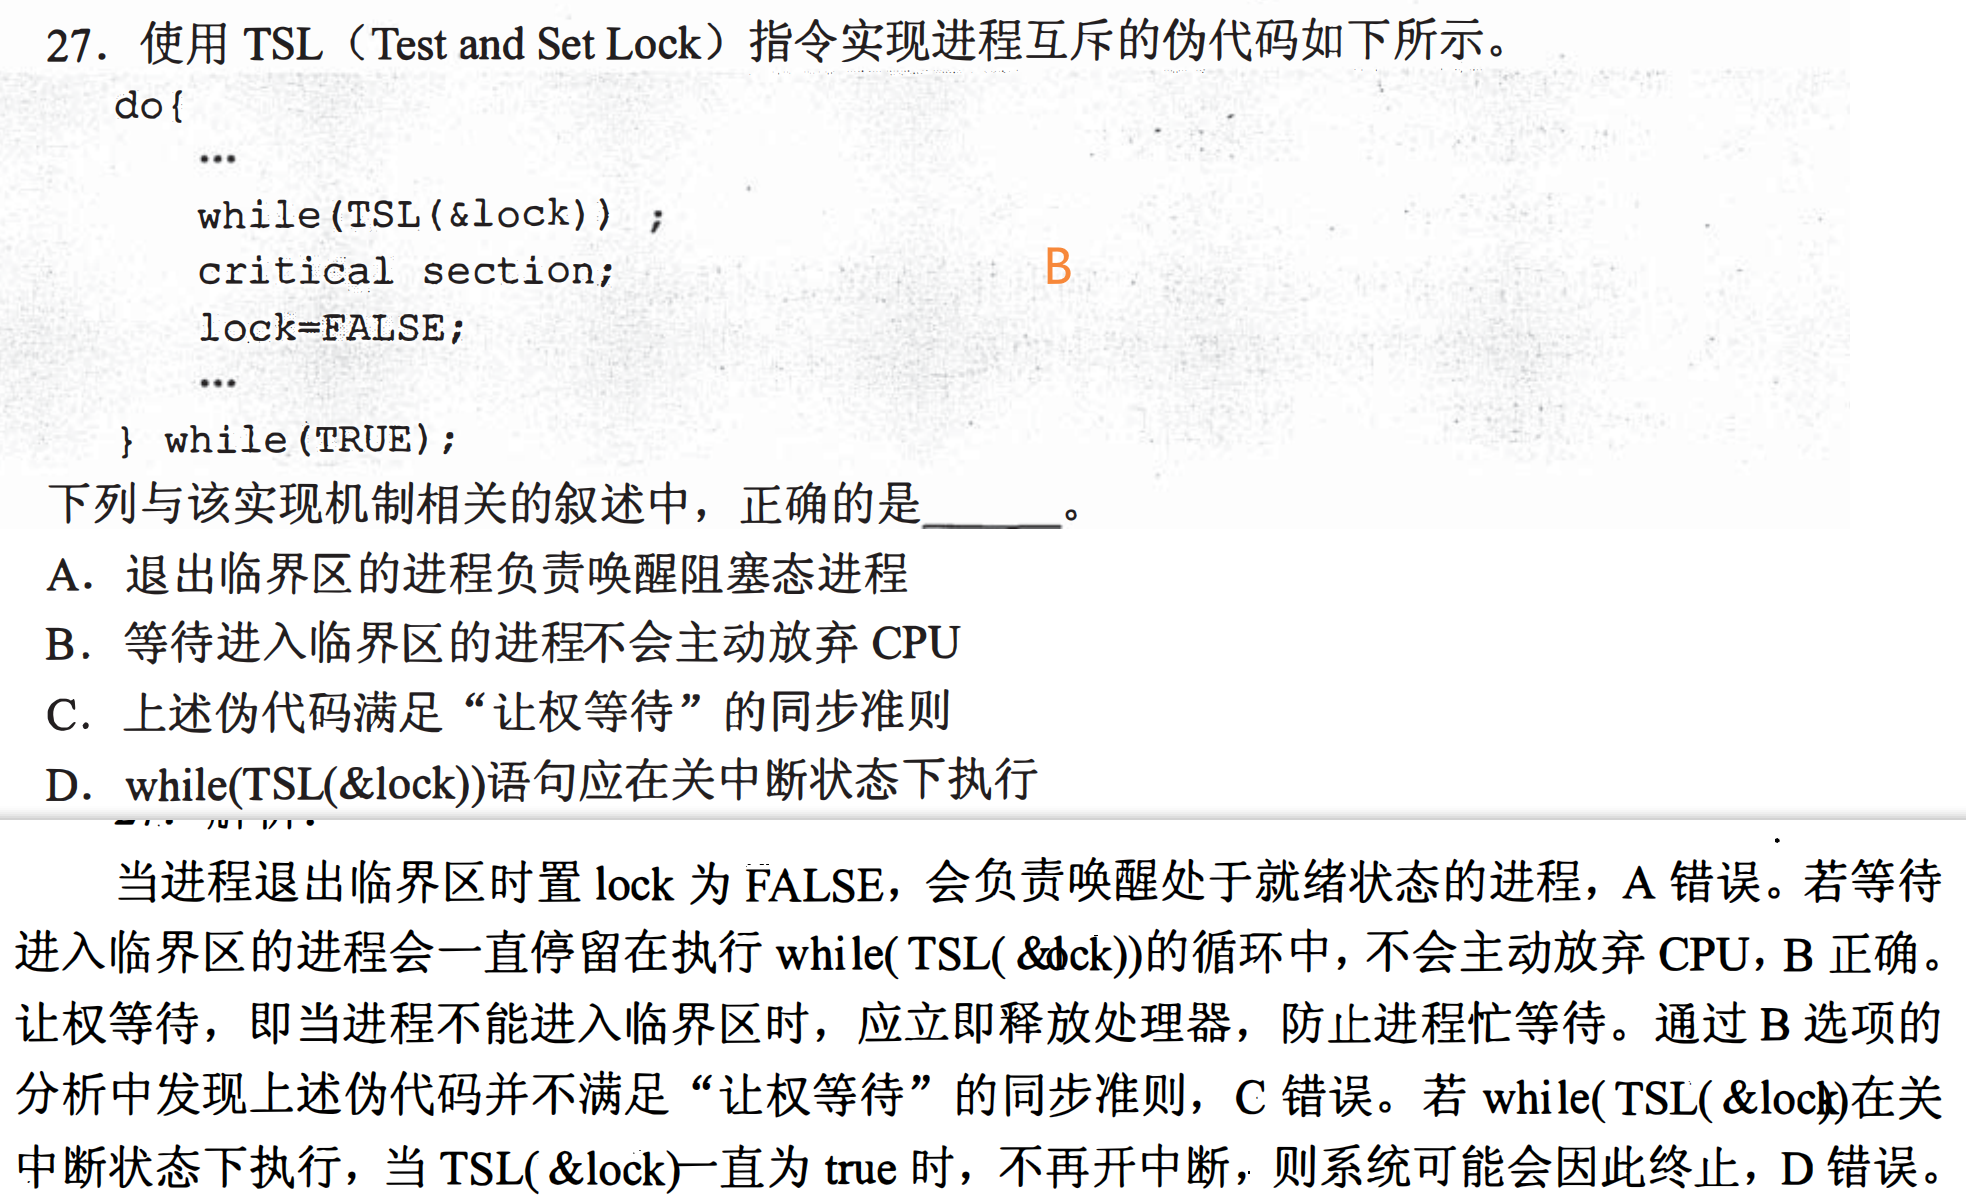 27. 使用 TSL（Test and Set Lock）指令实现进程互斥的伪代码如下所示。
do{
…
while(TSL(&lock)) ;
critical section;
B
lock=FALSE;
…
} while(TRUE);
下列与该实现机制相关的叙述中，正确的是______。
A. 退出临界区的进程负责唤醒阻塞态进程
B. 等待进入临界区的进程不会主动放弃 CPU
C. 上述伪代码满足“让权等待”的同步准则
D. while(TSL(&lock))语句应在关中断状态下执行
当进程退出临界区时置 lock 为 FALSE，会负责唤醒处于就绪状态的进程，A 错误。若等待
进入临界区的进程会一直停留在执行 while( TSL( &lock))的循环中，不会主动放弃 CPU，B 正确。
让权等待，即当进程不能进入临界区时，应立即释放处理器，防止进程忙等待。通过 B 选项的
分析中发现上述伪代码并不满足“让权等待”的同步准则，C 错误。若 while( TSL( &lock))在关
中断状态下执行，当 TSL( &lock)一直为 true 时，不再开中断，则系统可能会因此终止，D 错误。